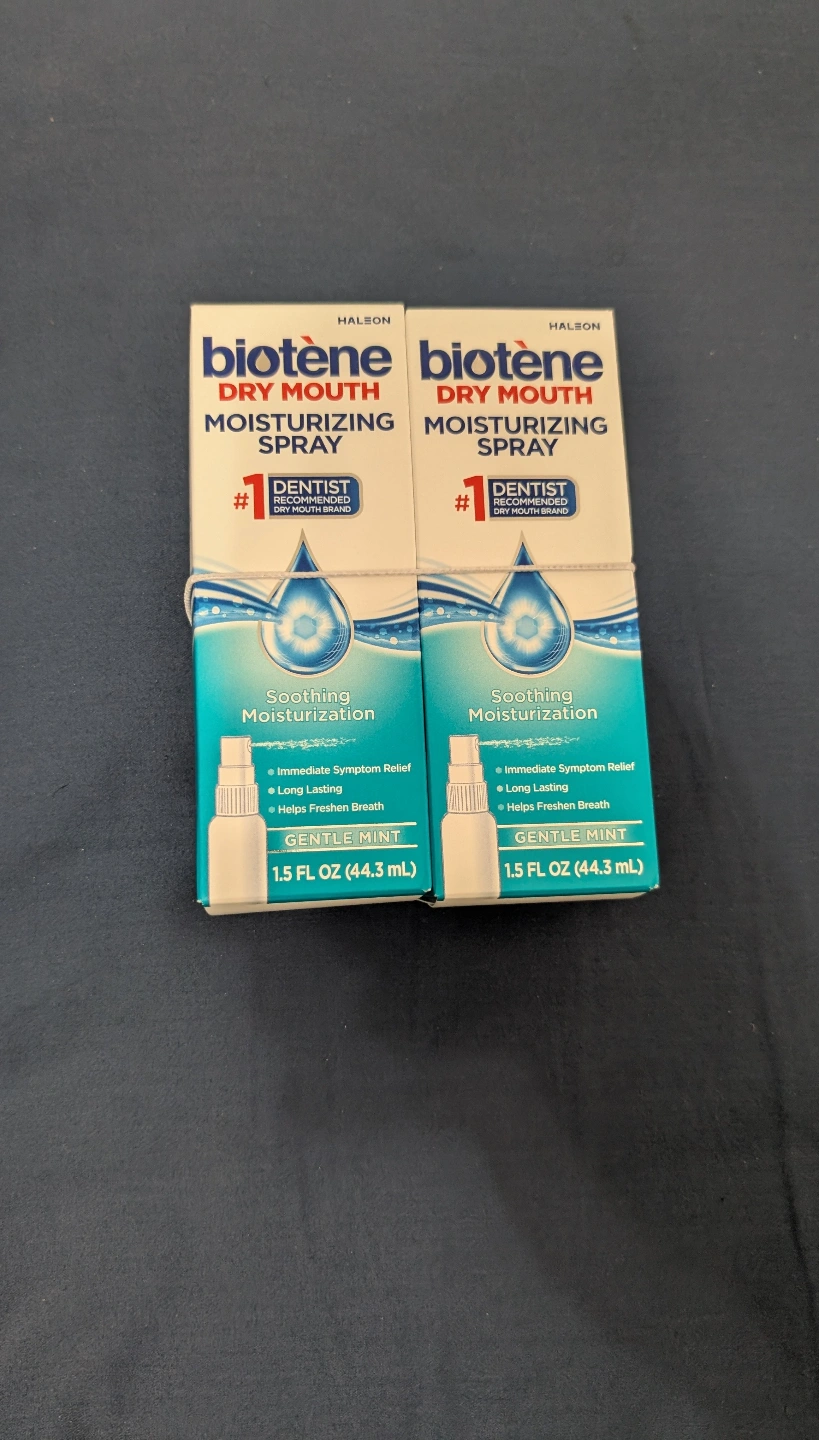 HALEON
biotène
DRY MOUTH
MOISTURIZING
SPRAY
#1 DENTIST
RECOMMENDED
DRY MOUTH BRAND
Soothing
Moisturization
Immediate Symptom Relief
Long Lasting
Helps Freshen Breath
GENTLE MINT
1.5 FL OZ (44.3 mL)
HALEON
biotène
DRY MOUTH
MOISTURIZING
SPRAY
#1 DENTIST
RECOMMENDED
DRY MOUTH BRAND
Soothing
Moisturization
Immediate Symptom Relief
Long Lasting
Helps Freshen Breath
GENTLE MINT
1.5 FL OZ (44.3 mL)